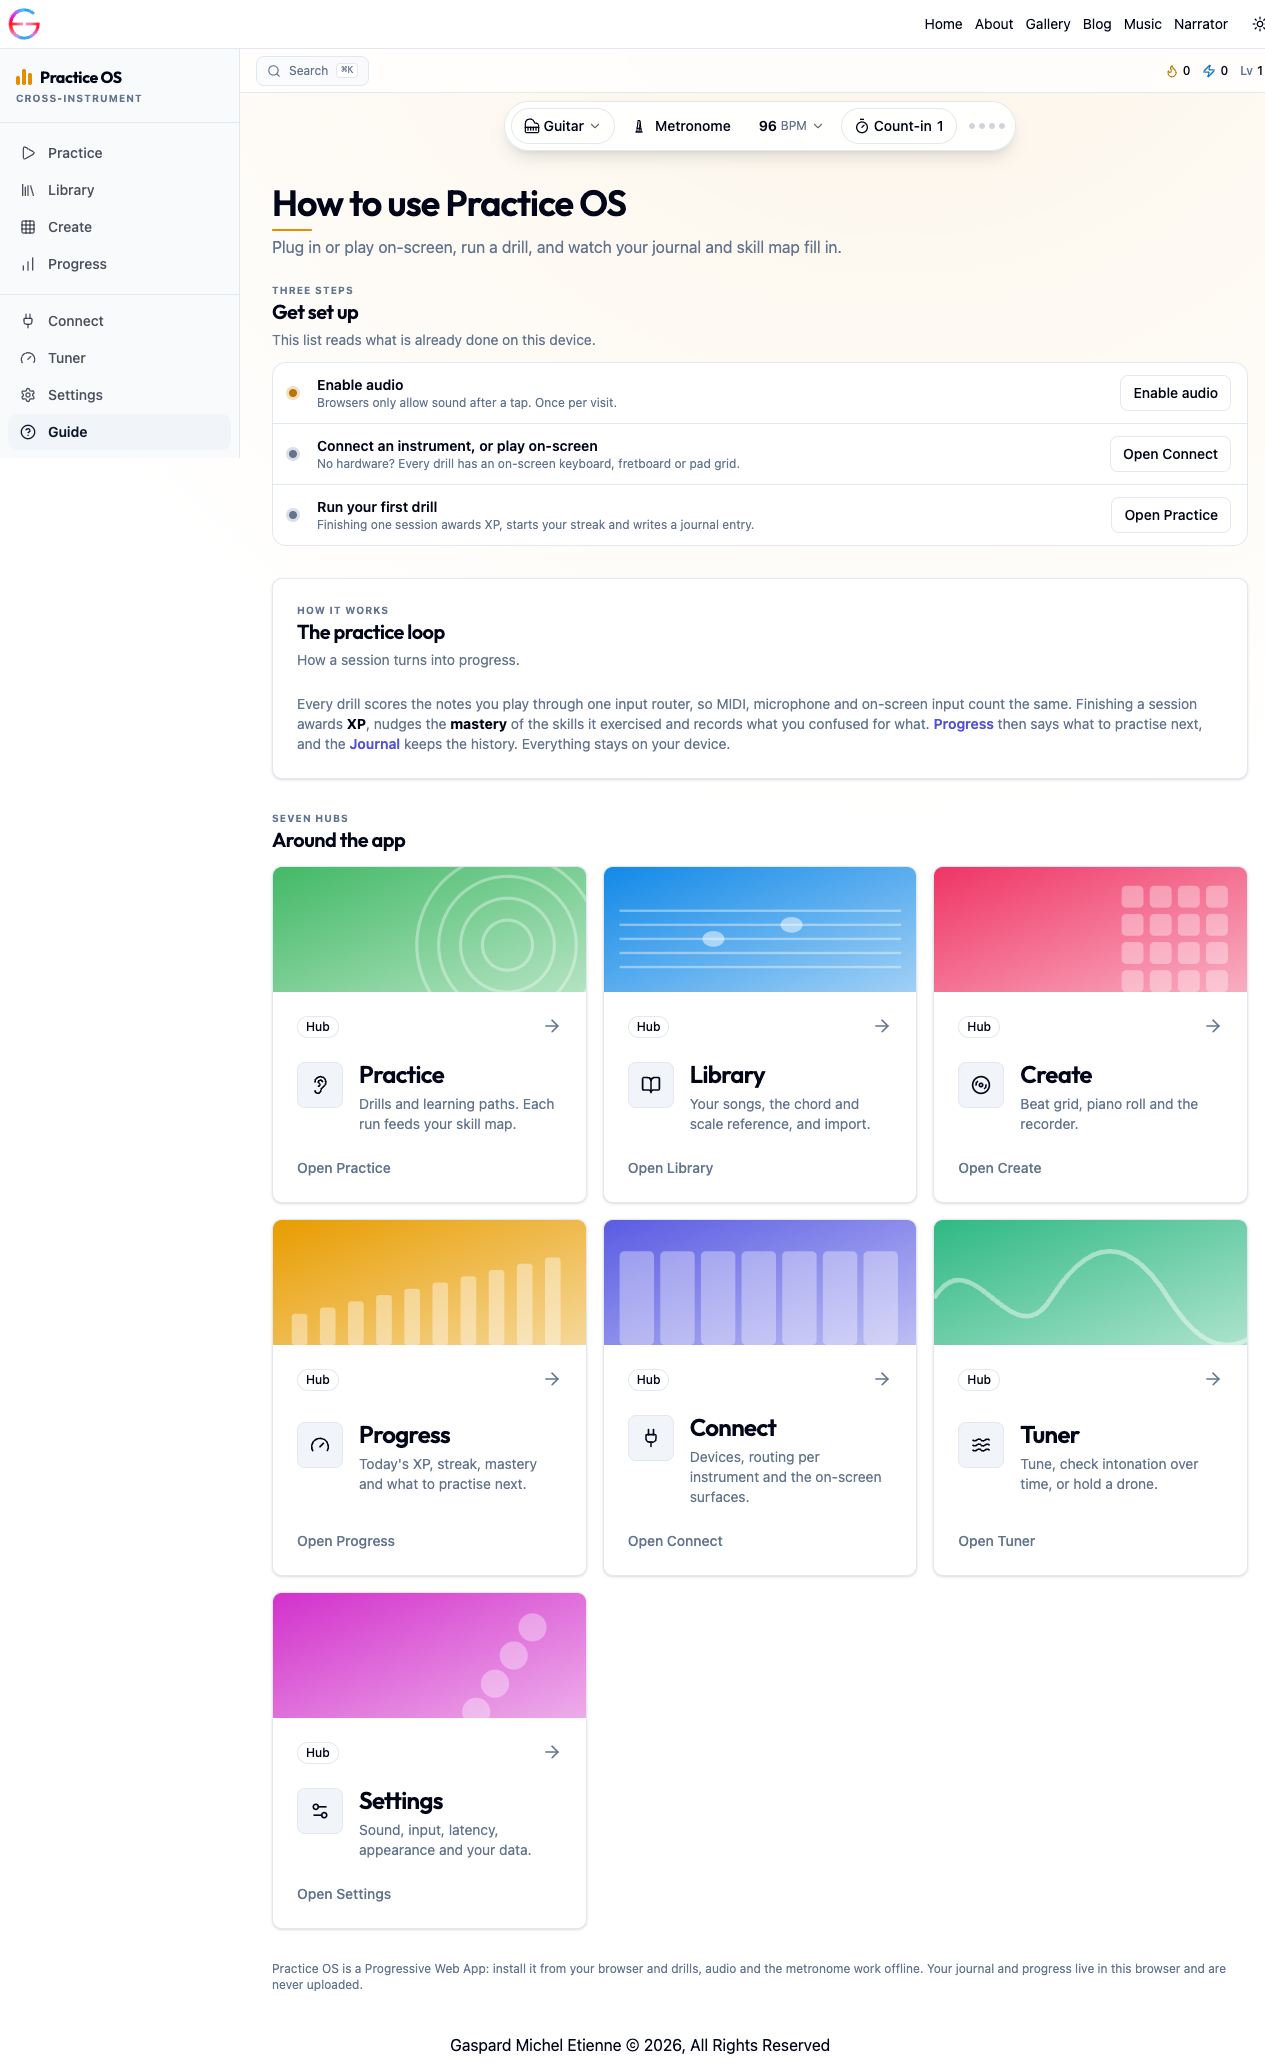 Home About Gallery Blog Music Narrator
Practice OS
CROSS-INSTRUMENT
Search ⌘K
0 0 Lv 1
Practice
Library
Create
Progress
Connect
Tuner
Settings
Guide
Guitar Metronome 96 BPM Count-in 1
How to use Practice OS
Plug in or play on-screen, run a drill, and watch your journal and skill map fill in.
THREE STEPS
Get set up
This list reads what is already done on this device.
Enable audio
Browsers only allow sound after a tap. Once per visit.
Enable audio
Connect an instrument, or play on-screen
No hardware? Every drill has an on-screen keyboard, fretboard or pad grid.
Open Connect
Run your first drill
Finishing one session awards XP, starts your streak and writes a journal entry.
Open Practice
HOW IT WORKS
The practice loop
How a session turns into progress.
Every drill scores the notes you play through one input router, so MIDI, microphone and on-screen input count the same. Finishing a session
awards XP, nudges the mastery of the skills it exercised and records what you confused for what. Progress then says what to practise next,
and the Journal keeps the history. Everything stays on your device.
SEVEN HUBS
Around the app
Hub
Practice
Drills and learning paths. Each
run feeds your skill map.
Open Practice
Hub
Library
Your songs, the chord and
scale reference, and import.
Open Library
Hub
Create
Beat grid, piano roll and the
recorder.
Open Create
Hub
Progress
Today's XP, streak, mastery
and what to practise next.
Open Progress
Hub
Connect
Devices, routing per
instrument and the on-screen
surfaces.
Open Connect
Hub
Tuner
Tune, check intonation over
time, or hold a drone.
Open Tuner
Hub
Settings
Sound, input, latency,
appearance and your data.
Open Settings
Practice OS is a Progressive Web App: install it from your browser and drills, audio and the metronome work offline. Your journal and progress live in this browser and are
never uploaded.
Gaspard Michel Etienne © 2026, All Rights Reserved